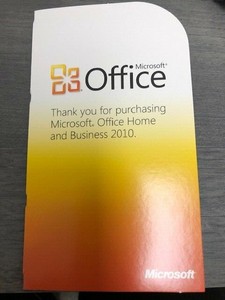 Microsoft®
Office
Thank you for purchasing
Microsoft® Office Home
and Business 2010.
Microsoft